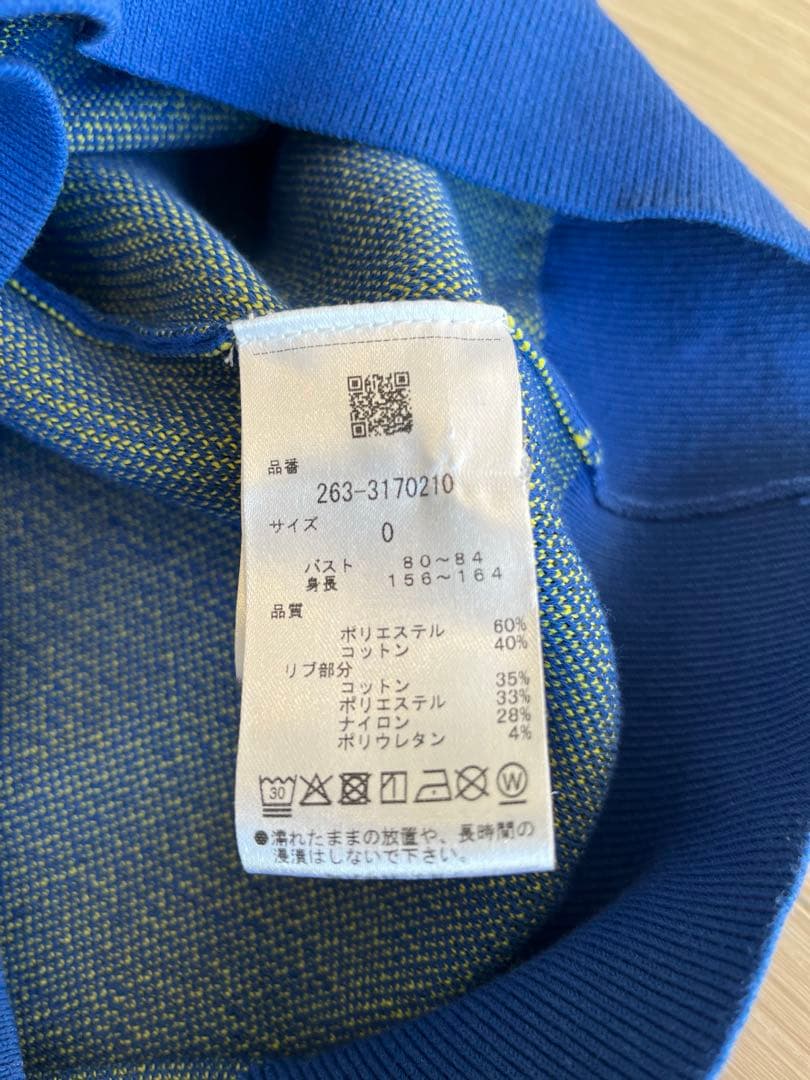 品番
263-3170210
サイズ
0
バスト 80〜84
身長 156〜164
品質
ポリエステル 60%
コットン 40%
リブ部分
コットン 35%
ポリエステル 33%
ナイロン 28%
ポリウレタン 4%
30 W
●濡れたままの放置や、長時間の
浸漬はしないで下さい。